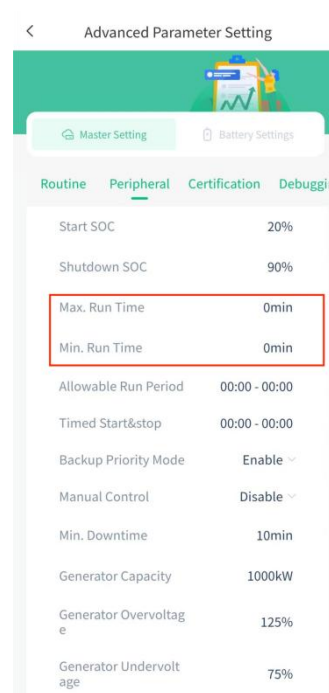 Advanced Parameter Setting
Master Setting Battery Settings
Routine Peripheral Certification Debuggi
Start SOC 20%
Shutdown SOC 90%
Max. Run Time 0min
Min. Run Time 0min
Allowable Run Period 00:00 - 00:00
Timed Start&stop 00:00 - 00:00
Backup Priority Mode Enable
Manual Control Disable
Min. Downtime 10min
Generator Capacity 1000kW
Generator Overvoltag
e 125%
Generator Undervolt
age 75%